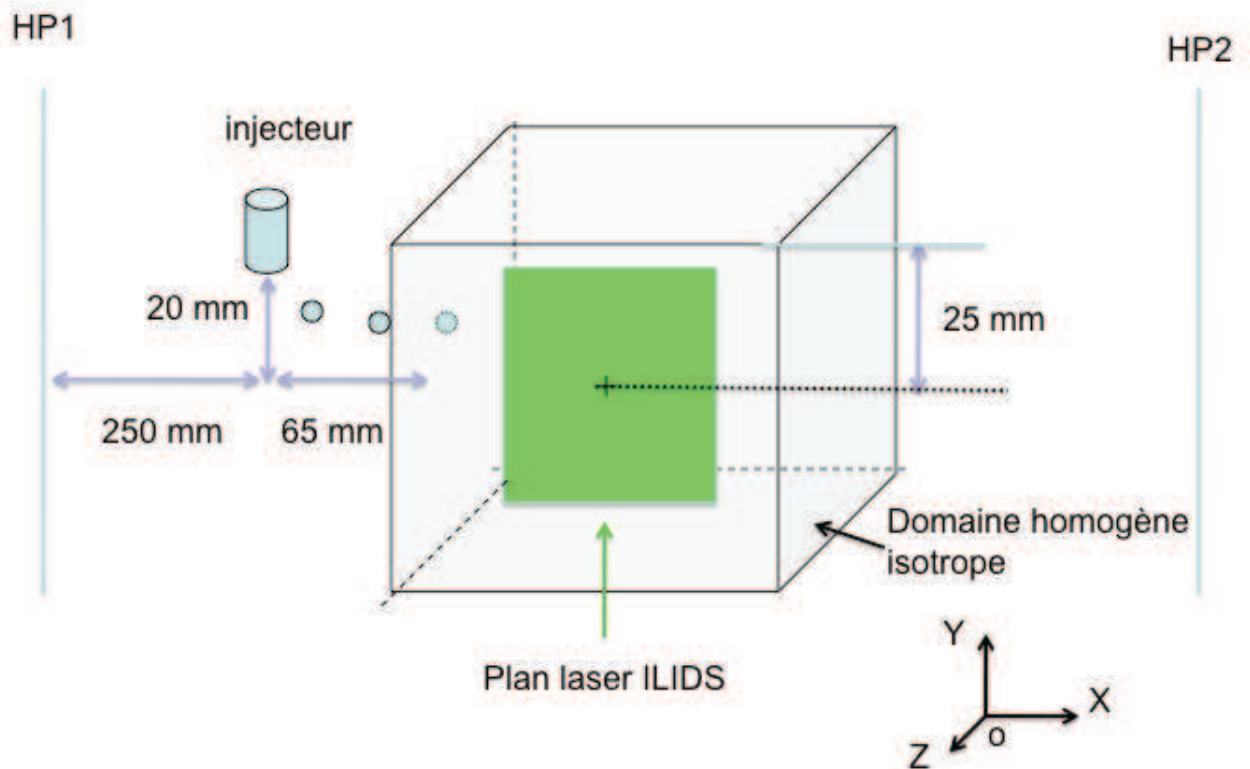 HP1
HP2
injecteur
20 mm
25 mm
250 mm
65 mm
Domaine homogène
isotrope
Plan laser ILIDS
Y
X
Z
o